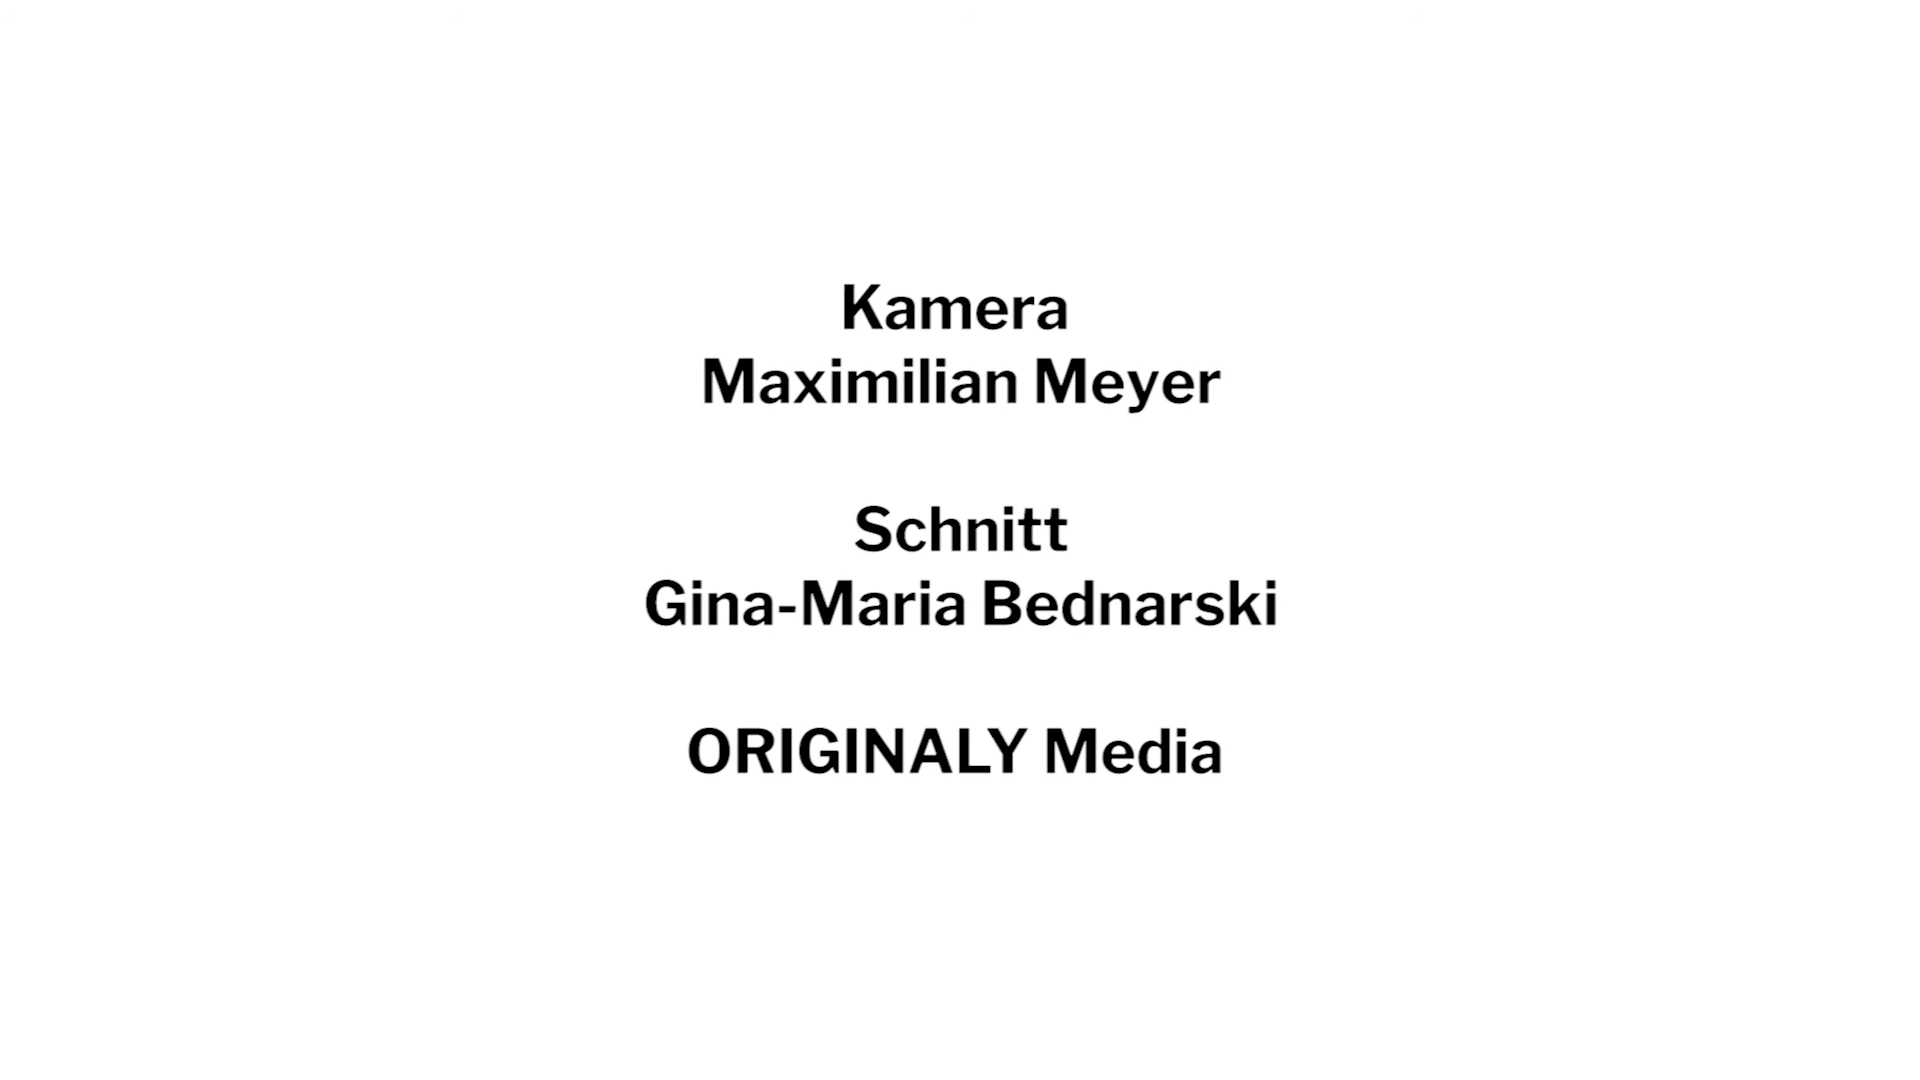 Kamera
Maximilian Meyer
Schnitt
Gina-Maria Bednarski
ORIGINALY Media